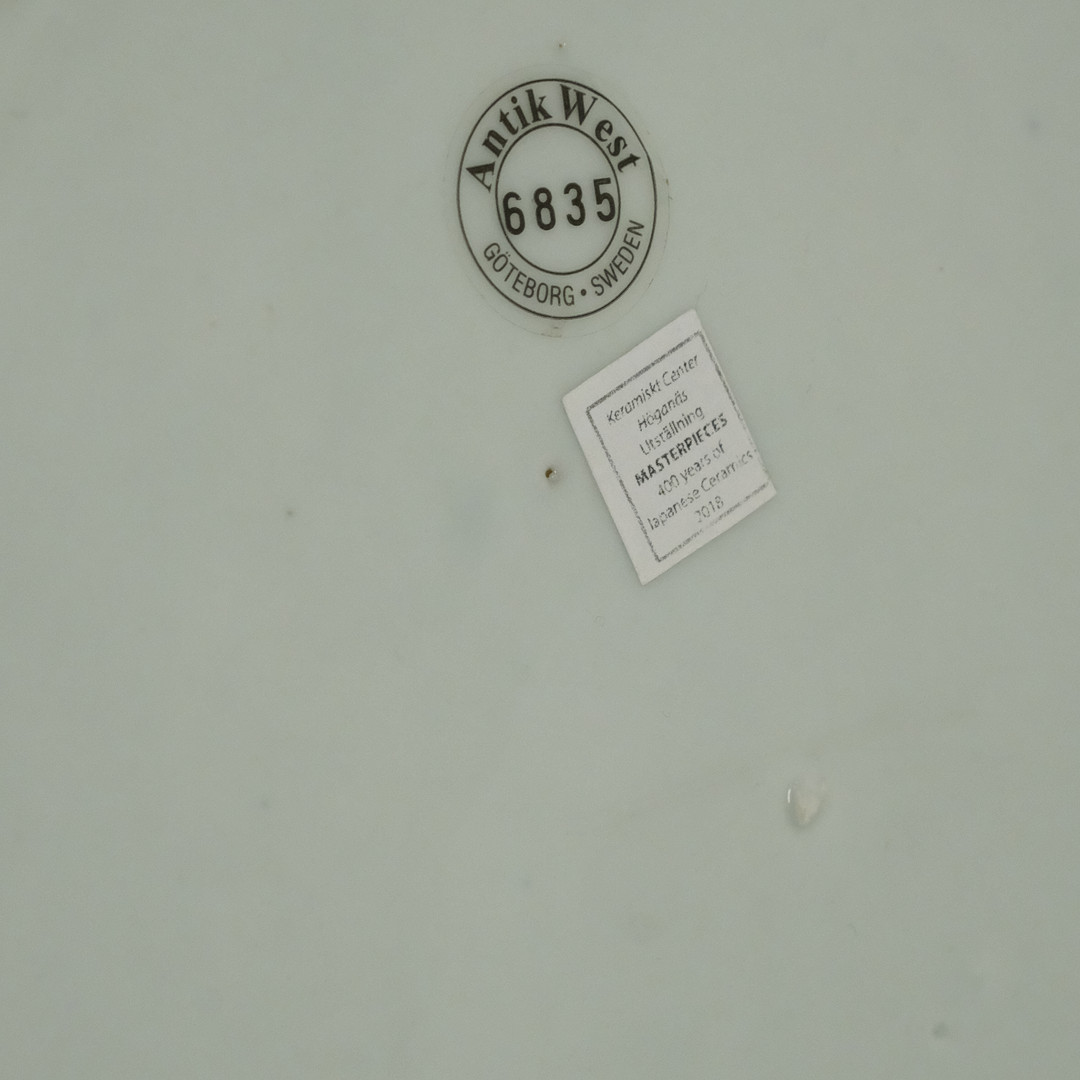 Antik West
6835
GÖTEBORG • SWEDEN
Keramiskt Center
Höganäs
Utställning
MASTERPIECES
400 years of
Japanese Ceramics
2018